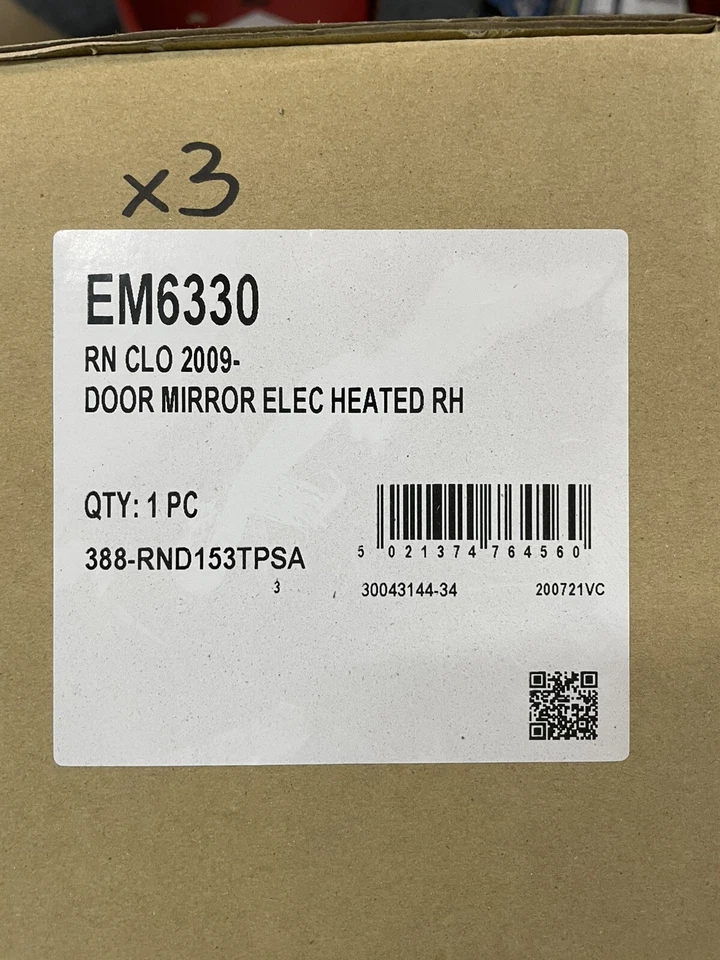 x3
EM6330
RN CLO 2009-
DOOR MIRROR ELEC HEATED RH
QTY: 1 PC
388-RND153TPSA
3
5 021374 764560
30043144-34
200721VC